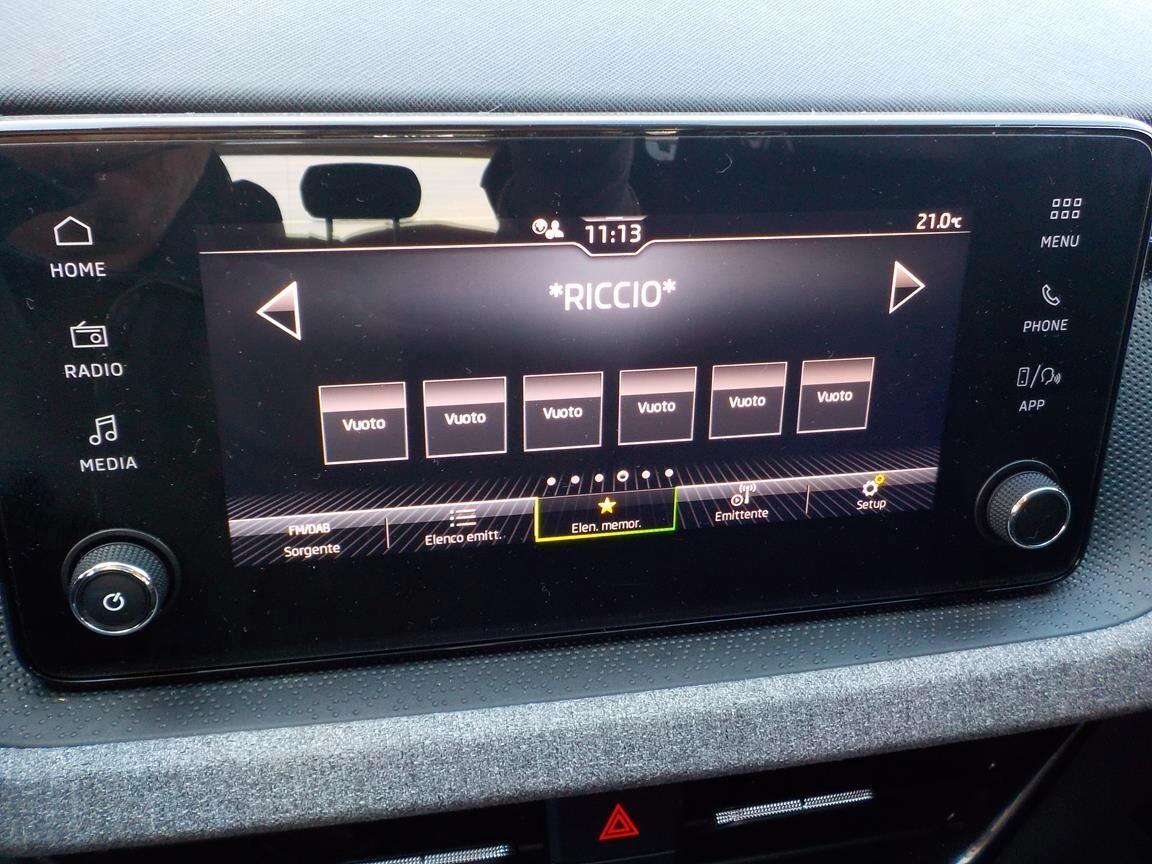 11:13
21.0°C
HOME
MENU
*RICCIO*
RADIO
PHONE
APP
MEDIA
Vuoto
Vuoto
Vuoto
Vuoto
Vuoto
Vuoto
FM/DAB
Sorgente
Elenco emitt.
Elen. memor.
Emittente
Setup